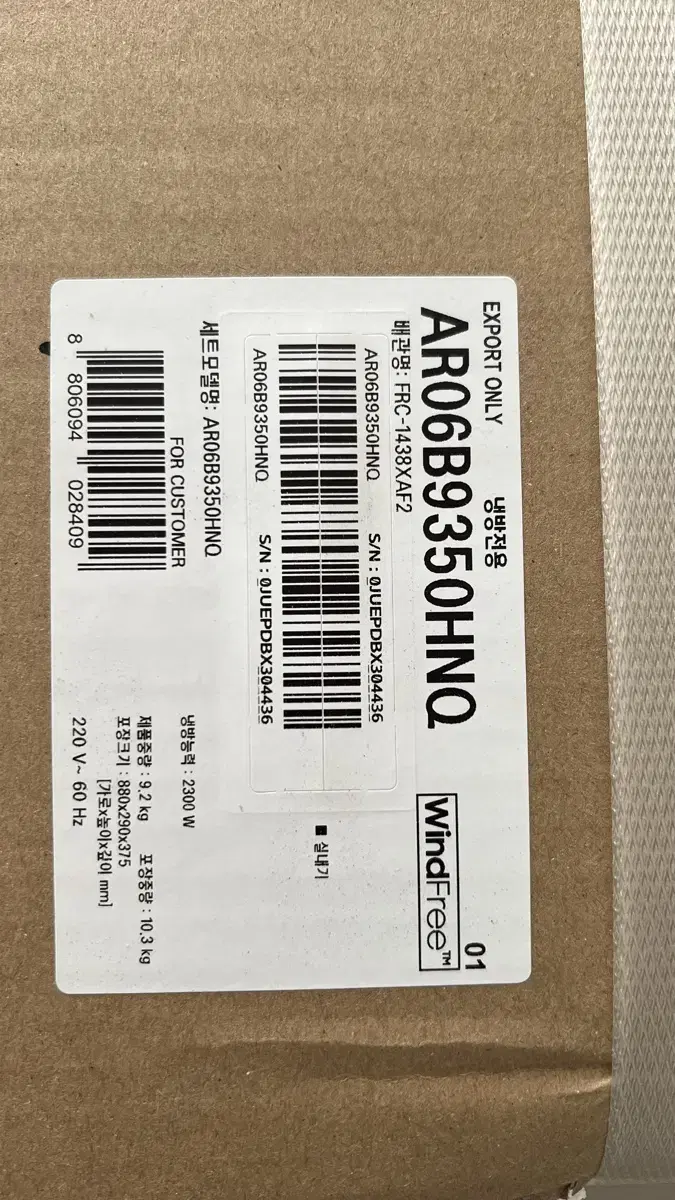 EXPORT ONLY 냉방전용 01
AR06B9350HNQ WindFree™
배관명: FRC-1438XAF2
AR06B9350HNQ S/N : 0JUEPDBX304436
AR06B9350HNQ S/N : 0JUEPDBX304436
■ 실내기
세트모델명: AR06B9350HNQ
FOR CUSTOMER
8 806094 028409
냉방능력 : 2300 W
제품중량 : 9.2 kg 포장중량 : 10.3 kg
포장크기 : 880x290x375
[가로x높이x깊이 mm]
220 V~ 60 Hz